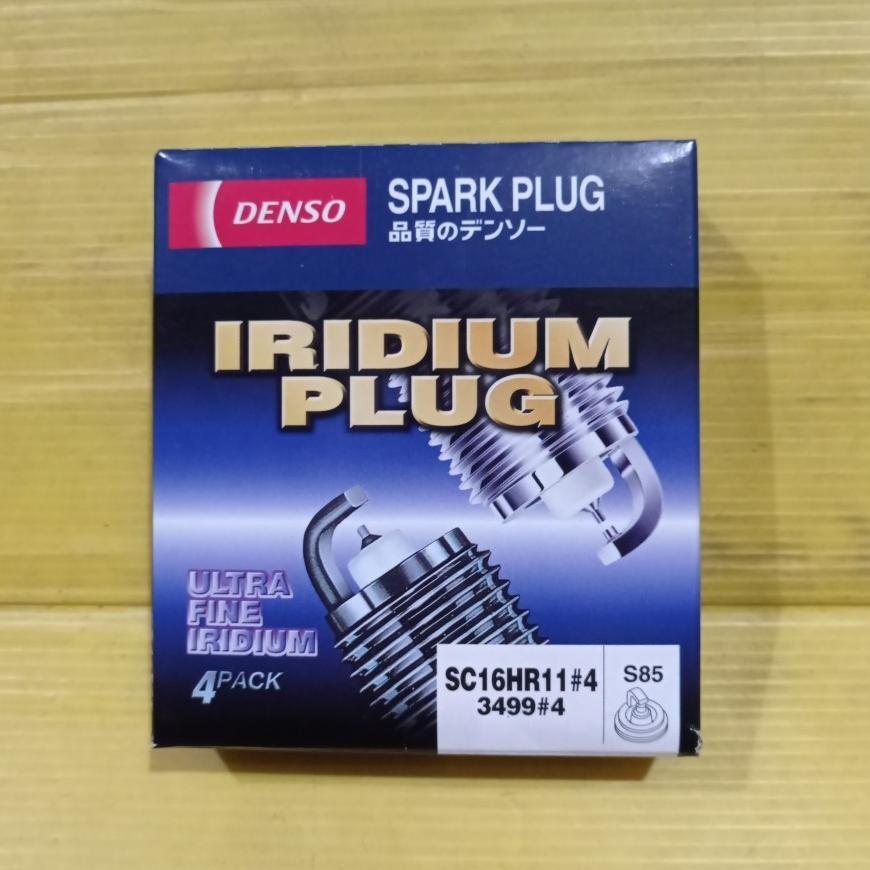 DENSO
SPARK PLUG
品質のデンソー
IRIDIUM
PLUG
ULTRA
FINE
IRIDIUM
4PACK
SC16HR11#4
3499#4
S85